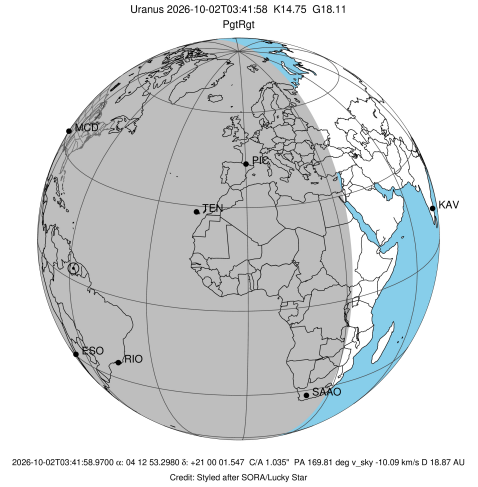 Uranus 2026-10-02T03:41:58 K14.75 G18.11
PgtRgt
MCD
PIC
TEN
KAV
ESO
RIO
SAAO
2026-10-02T03:41:58.9700 α: 04 12 53.2980 δ: +21 00 01.547 C/A 1.035" PA 169.81 deg v_sky -10.09 km/s D 18.87 AU
Credit: Styled after SORA/Lucky Star